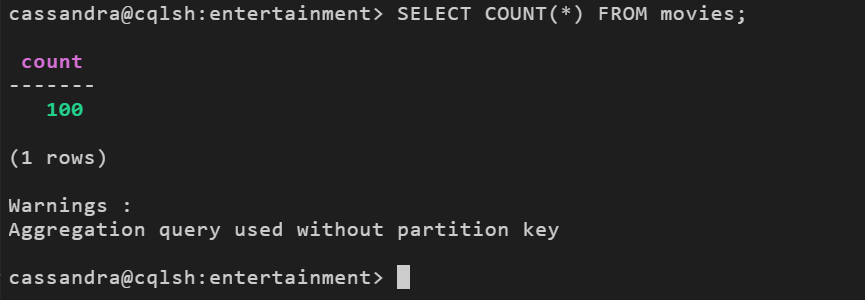 cassandra@cqlsh:entertainment> SELECT COUNT(*) FROM movies;
count
-------
100
(1 rows)
Warnings :
Aggregation query used without partition key
cassandra@cqlsh:entertainment>